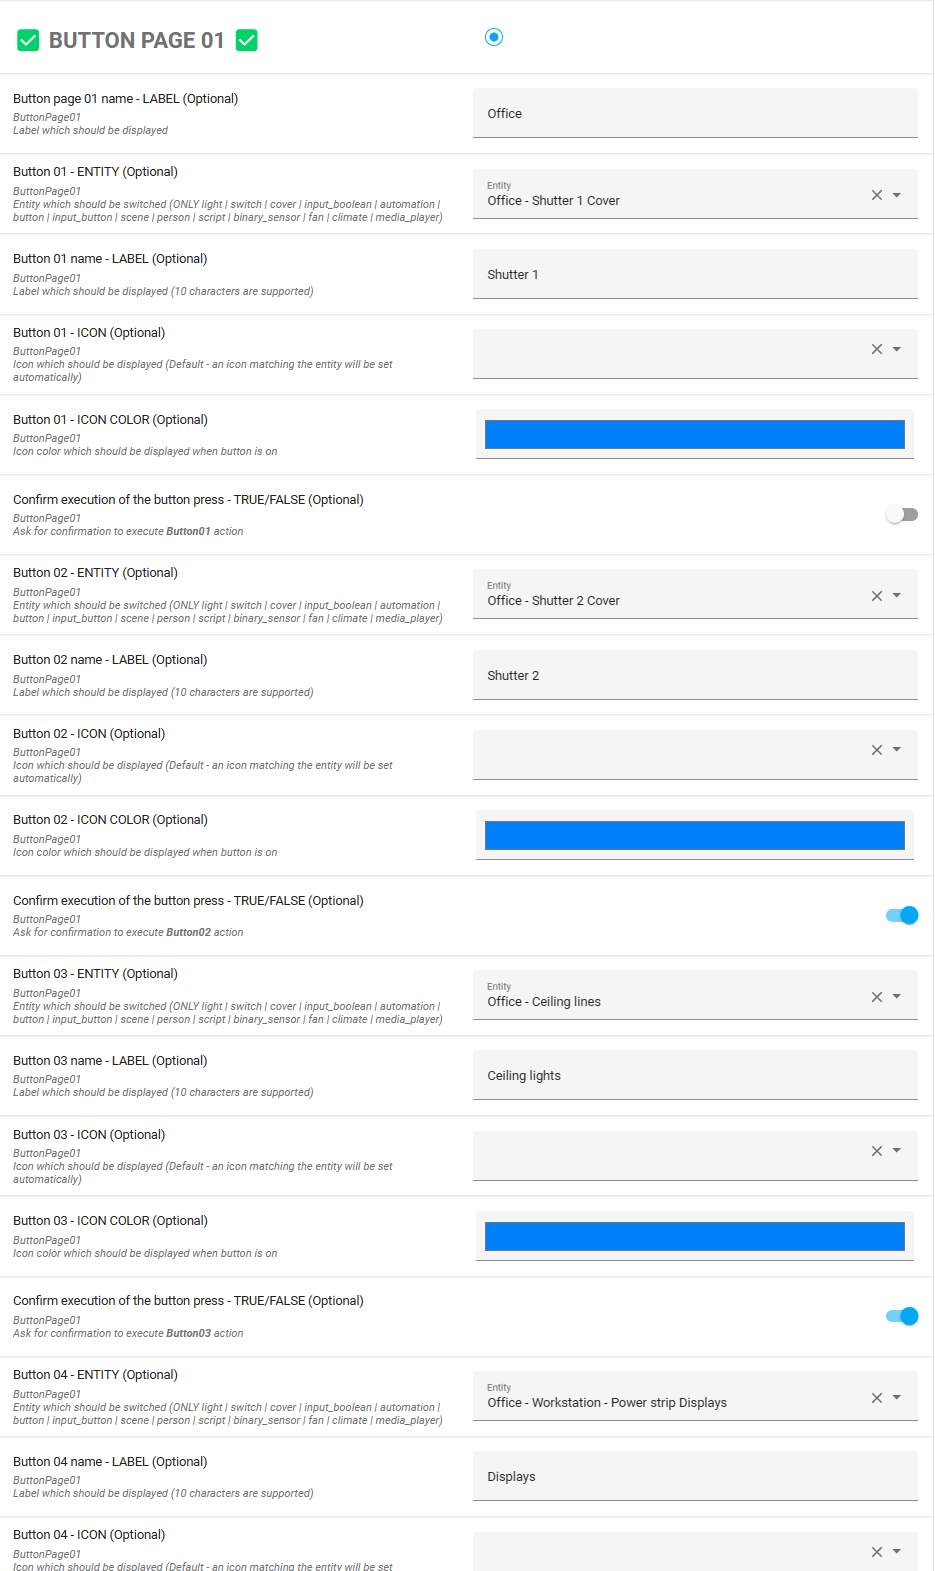 BUTTON PAGE 01
Button page 01 name - LABEL (Optional)
ButtonPage01
Label which should be displayed
Office
Button 01 - ENTITY (Optional)
ButtonPage01
Entity which should be switched (ONLY light | switch | cover | input_boolean | automation |
button | input_button | scene | person | script | binary_sensor | fan | climate | media_player)
Entity
Office - Shutter 1 Cover
Button 01 name - LABEL (Optional)
ButtonPage01
Label which should be displayed (10 characters are supported)
Shutter 1
Button 01 - ICON (Optional)
ButtonPage01
Icon which should be displayed (Default - an icon matching the entity will be set
automatically)
Button 01 - ICON COLOR (Optional)
ButtonPage01
Icon color which should be displayed when button is on
Confirm execution of the button press - TRUE/FALSE (Optional)
ButtonPage01
Ask for confirmation to execute Button01 action
Button 02 - ENTITY (Optional)
ButtonPage01
Entity which should be switched (ONLY light | switch | cover | input_boolean | automation |
button | input_button | scene | person | script | binary_sensor | fan | climate | media_player)
Entity
Office - Shutter 2 Cover
Button 02 name - LABEL (Optional)
ButtonPage01
Label which should be displayed (10 characters are supported)
Shutter 2
Button 02 - ICON (Optional)
ButtonPage01
Icon which should be displayed (Default - an icon matching the entity will be set
automatically)
Button 02 - ICON COLOR (Optional)
ButtonPage01
Icon color which should be displayed when button is on
Confirm execution of the button press - TRUE/FALSE (Optional)
ButtonPage01
Ask for confirmation to execute Button02 action
Button 03 - ENTITY (Optional)
ButtonPage01
Entity which should be switched (ONLY light | switch | cover | input_boolean | automation |
button | input_button | scene | person | script | binary_sensor | fan | climate | media_player)
Entity
Office - Ceiling lines
Button 03 name - LABEL (Optional)
ButtonPage01
Label which should be displayed (10 characters are supported)
Ceiling lights
Button 03 - ICON (Optional)
ButtonPage01
Icon which should be displayed (Default - an icon matching the entity will be set
automatically)
Button 03 - ICON COLOR (Optional)
ButtonPage01
Icon color which should be displayed when button is on
Confirm execution of the button press - TRUE/FALSE (Optional)
ButtonPage01
Ask for confirmation to execute Button03 action
Button 04 - ENTITY (Optional)
ButtonPage01
Entity which should be switched (ONLY light | switch | cover | input_boolean | automation |
button | input_button | scene | person | script | binary_sensor | fan | climate | media_player)
Entity
Office - Workstation - Power strip Displays
Button 04 name - LABEL (Optional)
ButtonPage01
Label which should be displayed (10 characters are supported)
Displays
Button 04 - ICON (Optional)
ButtonPage01
Icon which should be displayed (Default - an icon matching the entity will be set